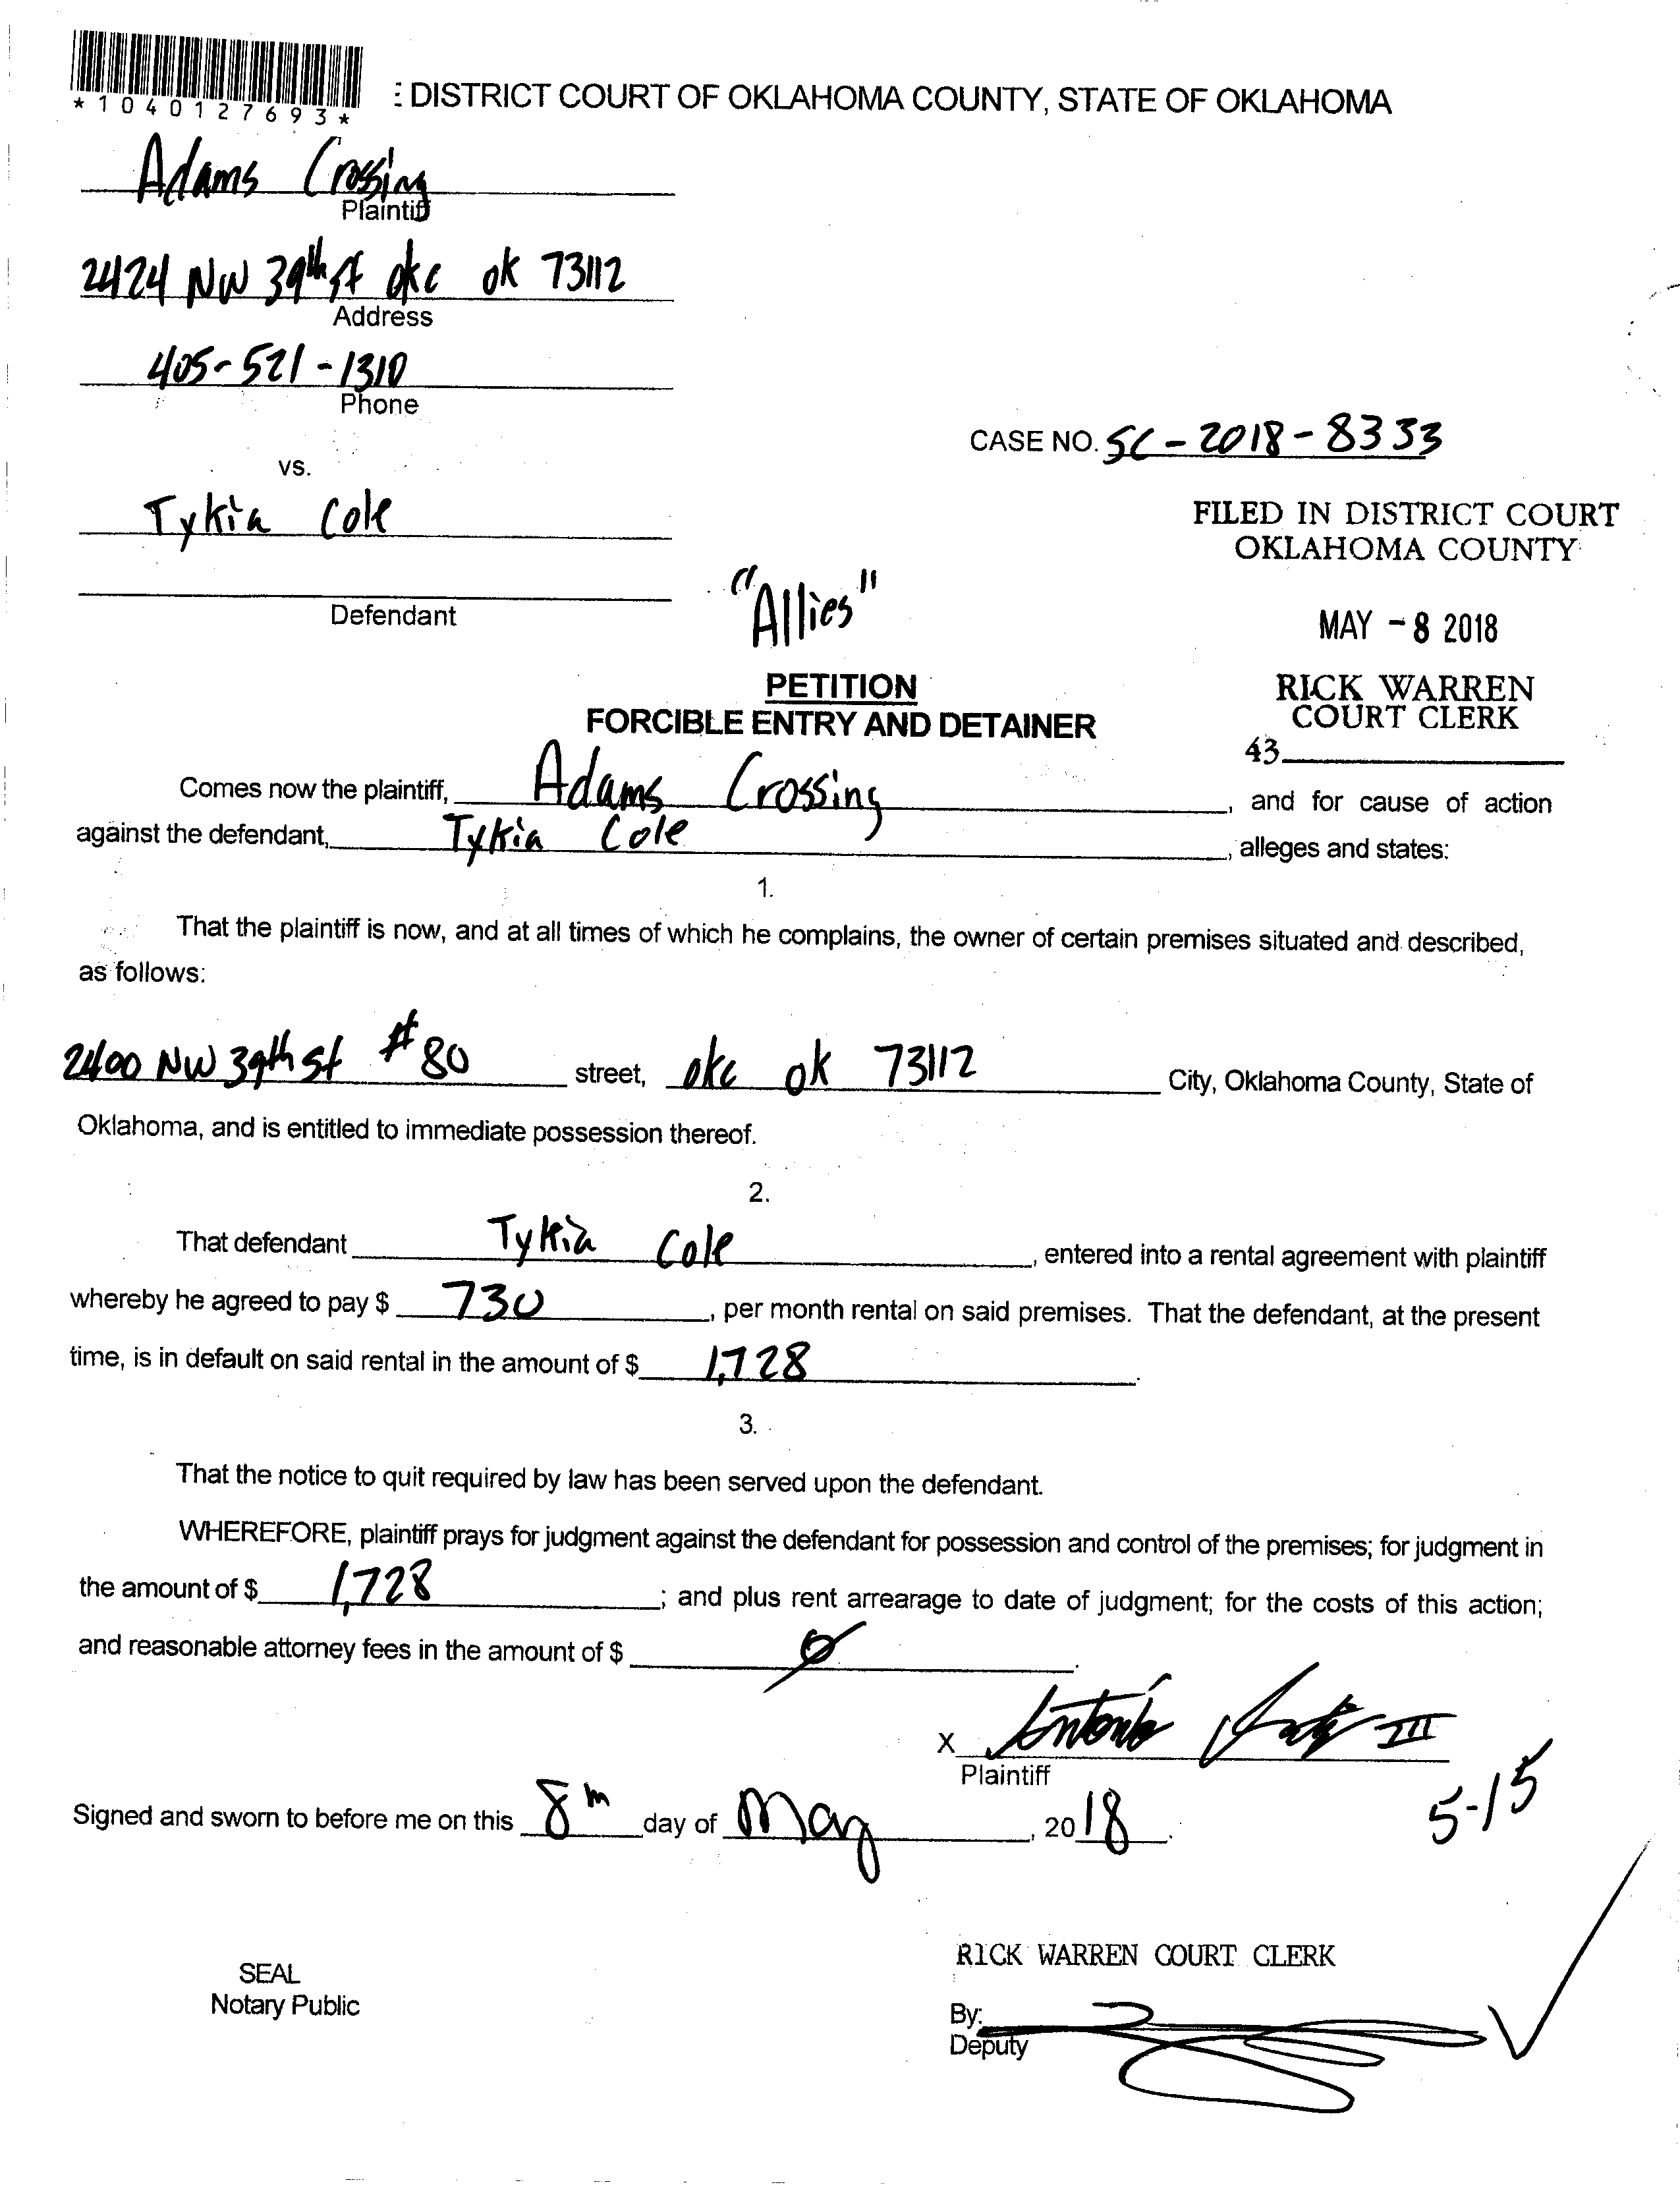 *1040127693*
: DISTRICT COURT OF OKLAHOMA COUNTY, STATE OF OKLAHOMA
Adams Crossing
Plaintiff
2424 NW 39th st okc ok 73112
Address
405-521-1310
Phone
CASE NO. SC-2018-8333
vs.
Tykia Cole
FILED IN DISTRICT COURT
OKLAHOMA COUNTY
Defendant
"Allies"
MAY -8 2018
PETITION
FORCIBLE ENTRY AND DETAINER
RICK WARREN
COURT CLERK
43
Comes now the plaintiff, Adams Crossing, and for cause of action
against the defendant, Tykia Cole, alleges and states:
1.
That the plaintiff is now, and at all times of which he complains, the owner of certain premises situated and described,
as follows:
2400 NW 39th st #80 street, okc ok 73112 City, Oklahoma County, State of
Oklahoma, and is entitled to immediate possession thereof.
2.
That defendant Tykia Cole, entered into a rental agreement with plaintiff
whereby he agreed to pay $ 730, per month rental on said premises. That the defendant, at the present
time, is in default on said rental in the amount of $ 1,728.
3.
That the notice to quit required by law has been served upon the defendant.
WHEREFORE, plaintiff prays for judgment against the defendant for possession and control of the premises; for judgment in
the amount of $ 1,728; and plus rent arrearage to date of judgment; for the costs of this action;
and reasonable attorney fees in the amount of $ Ø.
X Antonio III
Plaintiff
5-15
Signed and sworn to before me on this 8th day of May, 2018.
RICK WARREN COURT CLERK
SEAL
Notary Public
By:
Deputy